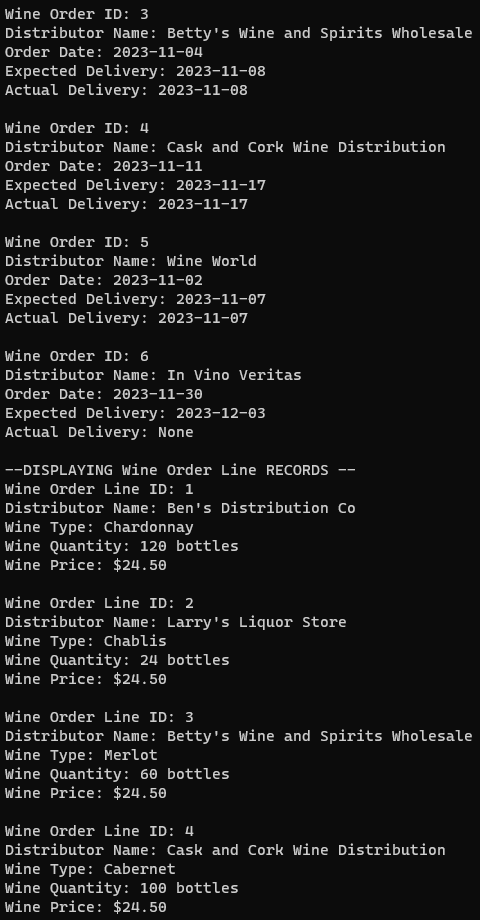 Wine Order ID: 3
Distributor Name: Betty's Wine and Spirits Wholesale
Order Date: 2023-11-04
Expected Delivery: 2023-11-08
Actual Delivery: 2023-11-08
Wine Order ID: 4
Distributor Name: Cask and Cork Wine Distribution
Order Date: 2023-11-11
Expected Delivery: 2023-11-17
Actual Delivery: 2023-11-17
Wine Order ID: 5
Distributor Name: Wine World
Order Date: 2023-11-02
Expected Delivery: 2023-11-07
Actual Delivery: 2023-11-07
Wine Order ID: 6
Distributor Name: In Vino Veritas
Order Date: 2023-11-30
Expected Delivery: 2023-12-03
Actual Delivery: None
--DISPLAYING Wine Order Line RECORDS --
Wine Order Line ID: 1
Distributor Name: Ben's Distribution Co
Wine Type: Chardonnay
Wine Quantity: 120 bottles
Wine Price: $24.50
Wine Order Line ID: 2
Distributor Name: Larry's Liquor Store
Wine Type: Chablis
Wine Quantity: 24 bottles
Wine Price: $24.50
Wine Order Line ID: 3
Distributor Name: Betty's Wine and Spirits Wholesale
Wine Type: Merlot
Wine Quantity: 60 bottles
Wine Price: $24.50
Wine Order Line ID: 4
Distributor Name: Cask and Cork Wine Distribution
Wine Type: Cabernet
Wine Quantity: 100 bottles
Wine Price: $24.50